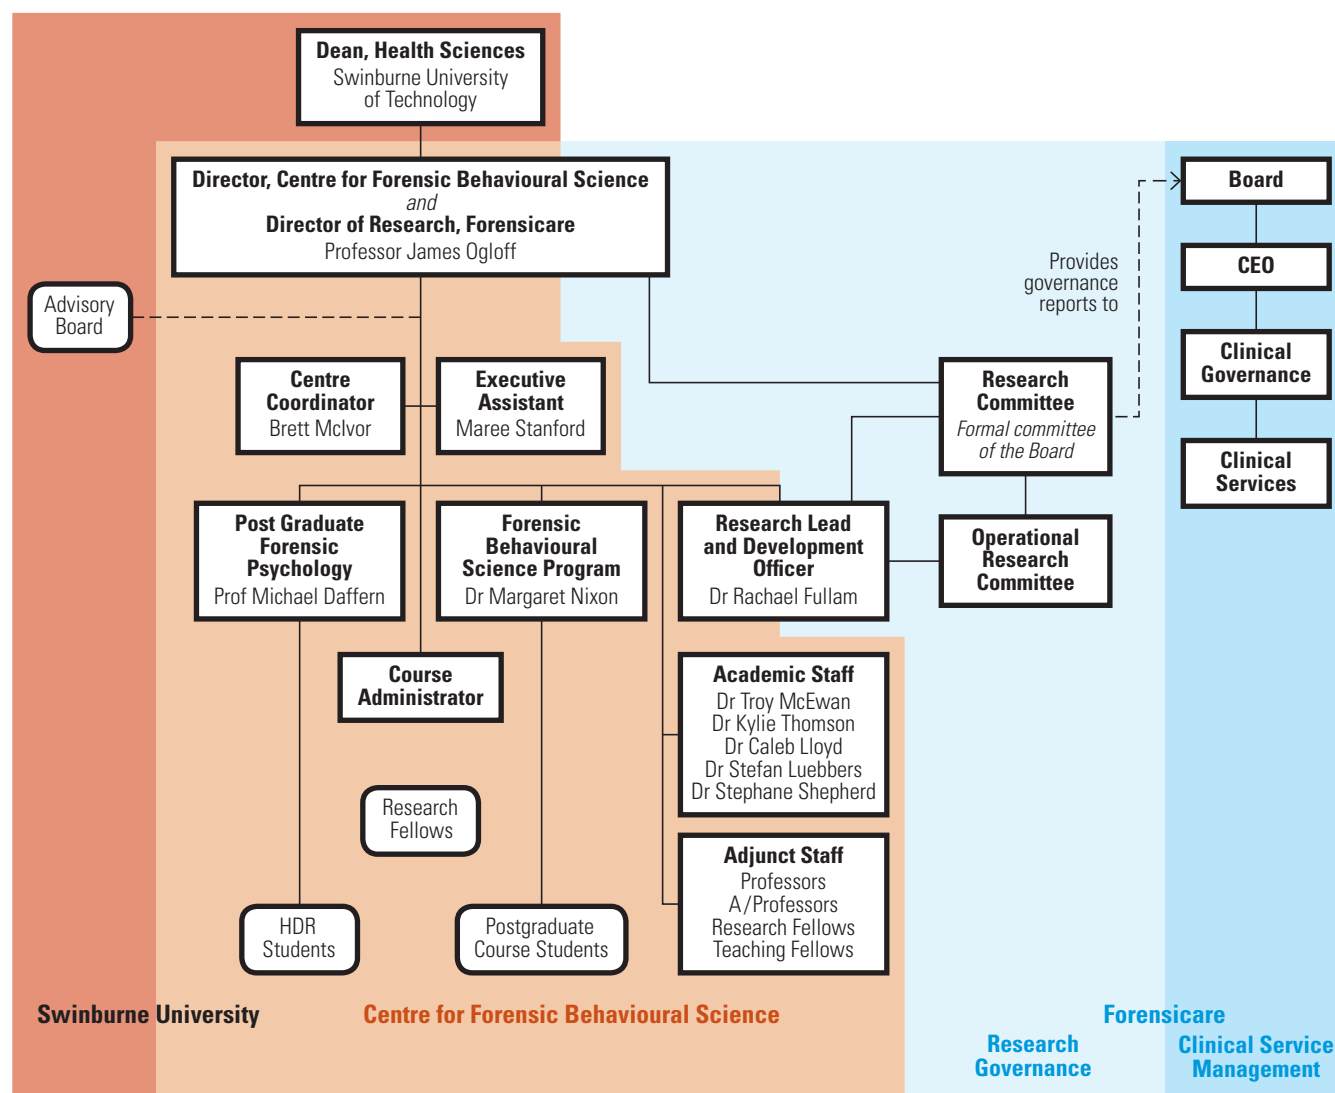 Dean, Health Sciences
Swinburne University
of Technology
Director, Centre for Forensic Behavioural Science
and
Director of Research, Forensicare
Professor James Ogloff
Board
CEO
Clinical
Governance
Clinical
Services
Provides
governance
reports to
Advisory
Board
Centre
Coordinator
Brett McIvor
Executive
Assistant
Maree Stanford
Research
Committee
Formal committee
of the Board
Post Graduate
Forensic
Psychology
Prof Michael Daffern
Forensic
Behavioural
Science Program
Dr Margaret Nixon
Research Lead
and Development
Officer
Dr Rachael Fullam
Operational
Research
Committee
Course
Administrator
Academic Staff
Dr Troy McEwan
Dr Kylie Thomson
Dr Caleb Lloyd
Dr Stefan Luebbers
Dr Stephane Shepherd
Research
Fellows
Adjunct Staff
Professors
A/Professors
Research Fellows
Teaching Fellows
HDR
Students
Postgraduate
Course Students
Swinburne University
Centre for Forensic Behavioural Science
Forensicare
Research
Governance
Clinical Service
Management